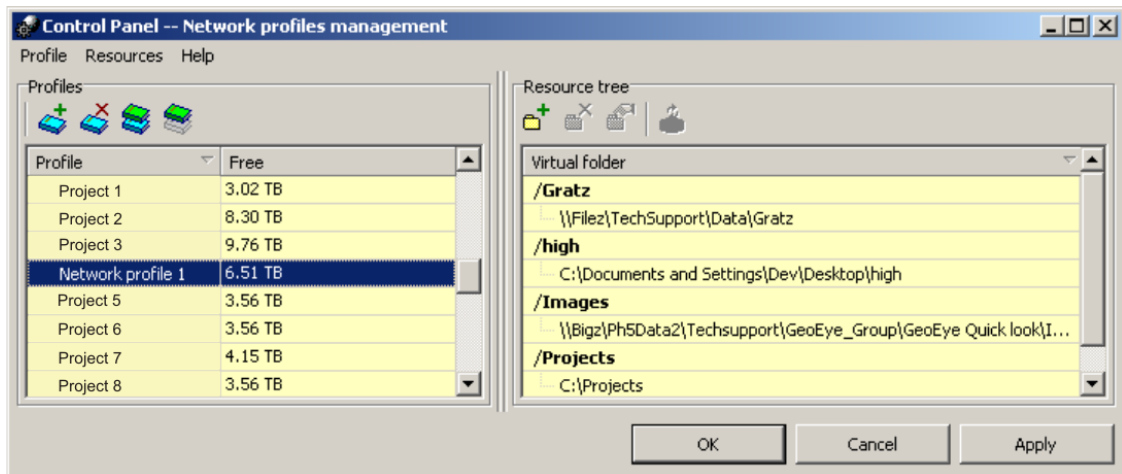 Control Panel -- Network profiles management
Profile Resources Help
Profiles
Profile Free
Project 1 3.02 TB
Project 2 8.30 TB
Project 3 9.76 TB
Network profile 1 6.51 TB
Project 5 3.56 TB
Project 6 3.56 TB
Project 7 4.15 TB
Project 8 3.56 TB
Resource tree
Virtual folder
/Gratz
\\Filez\TechSupport\Data\Gratz
/high
C:\Documents and Settings\Dev\Desktop\high
/Images
\\Bigz\Ph5Data2\Techsupport\GeoEye_Group\GeoEye Quick look\I...
/Projects
C:\Projects
OK Cancel Apply